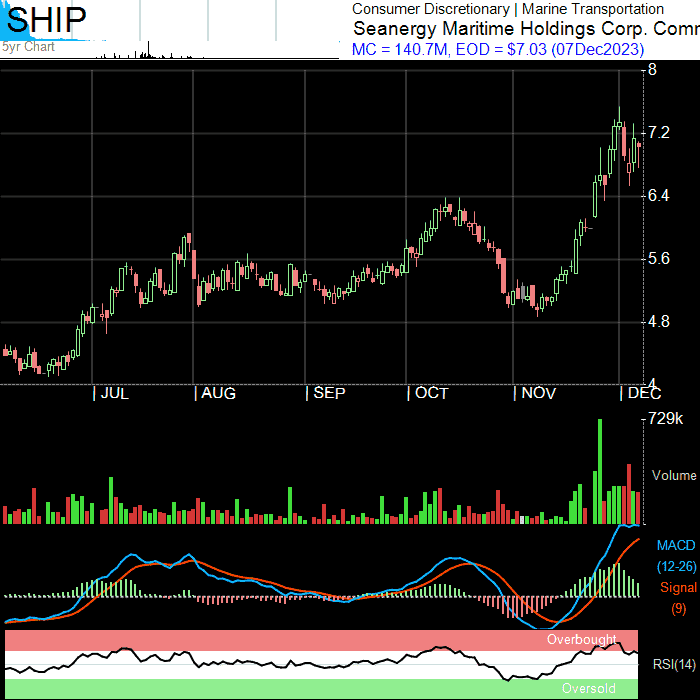 SHIP
5yr Chart
Consumer Discretionary | Marine Transportation
Seanergy Maritime Holdings Corp. Comm
MC = 140.7M, EOD = $7.03 (07Dec2023)
8
7.2
6.4
5.6
4.8
4
JUL AUG SEP OCT NOV DEC
729k
Volume
MACD
(12-26)
Signal
(9)
Overbought
RSI(14)
Oversold